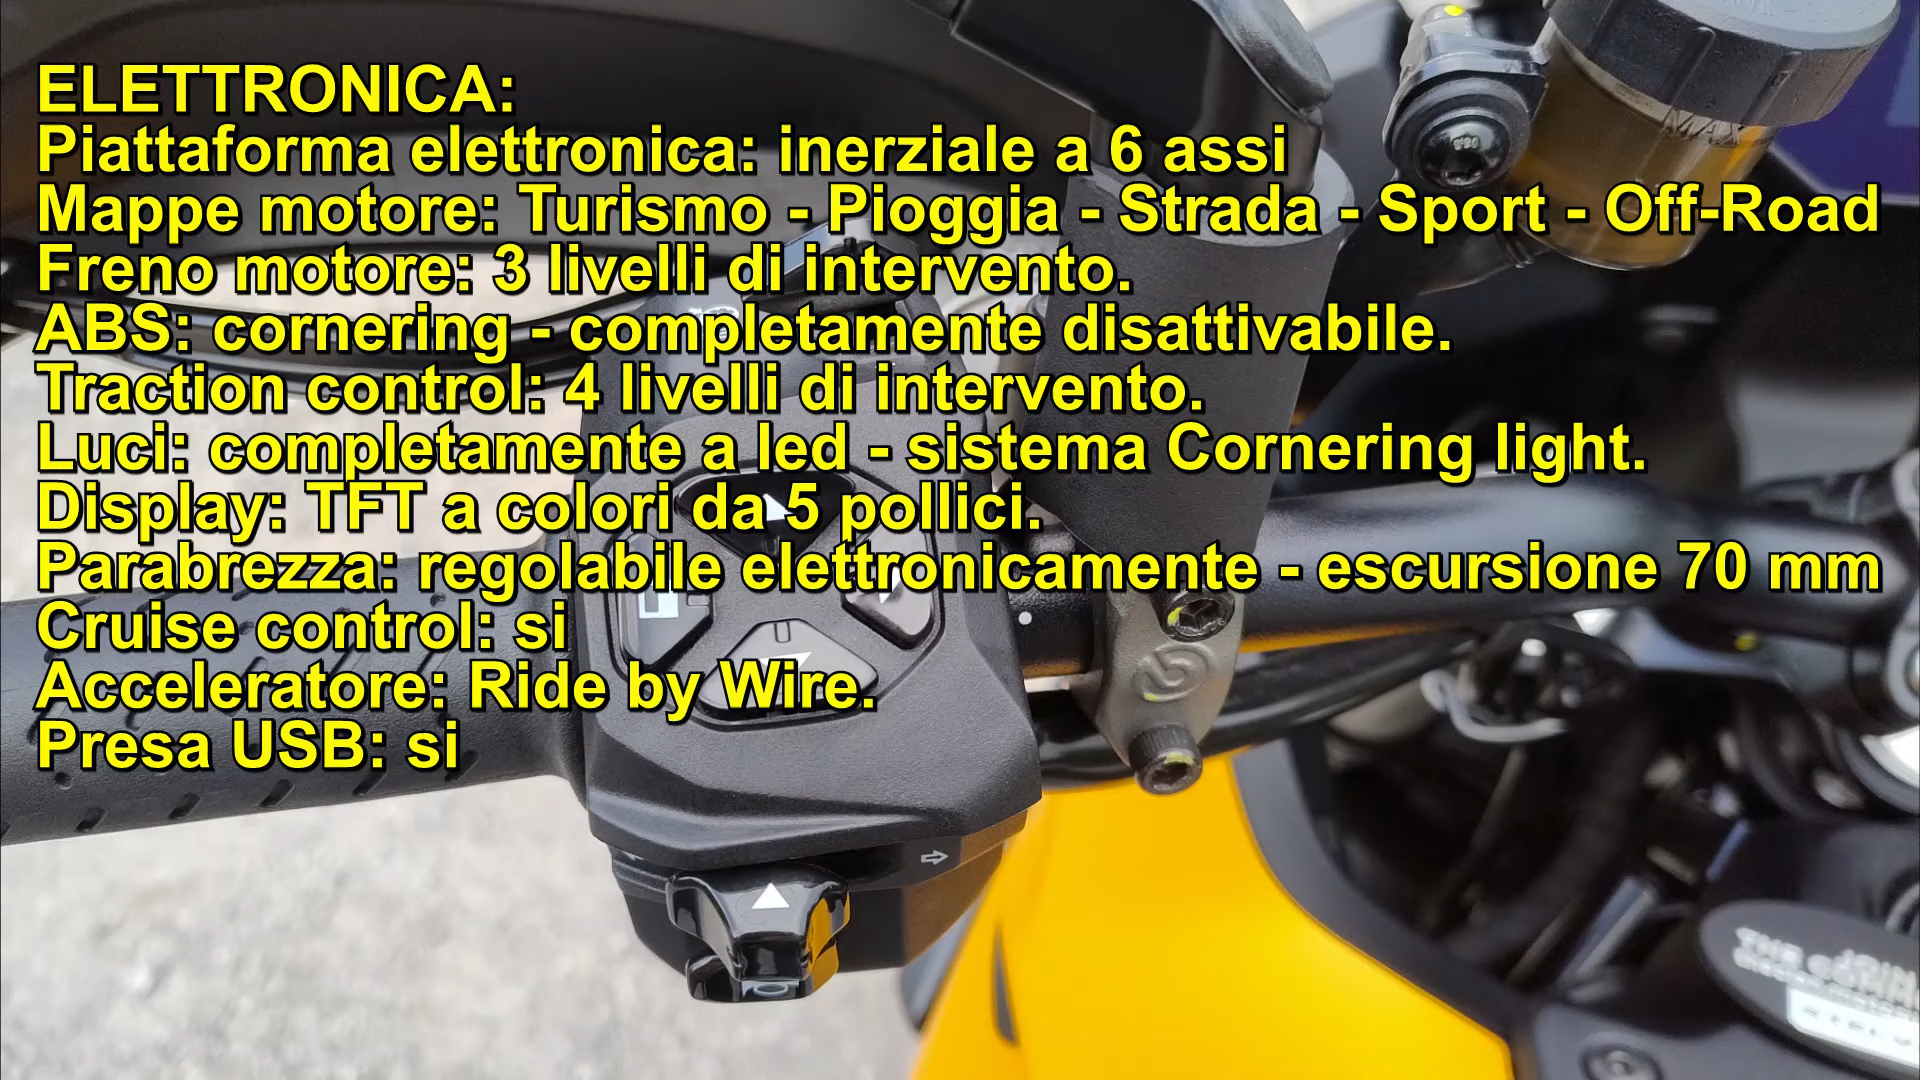 ELETTRONICA:
Piattaforma elettronica: inerziale a 6 assi
Mappe motore: Turismo - Pioggia - Strada - Sport - Off-Road
Freno motore: 3 livelli di intervento.
ABS: cornering - completamente disattivabile.
Traction control: 4 livelli di intervento.
Luci: completamente a led - sistema Cornering light.
Display: TFT a colori da 5 pollici.
Parabrezza: regolabile elettronicamente - escursione 70 mm
Cruise control: si
Acceleratore: Ride by Wire.
Presa USB: si
MAX
THE